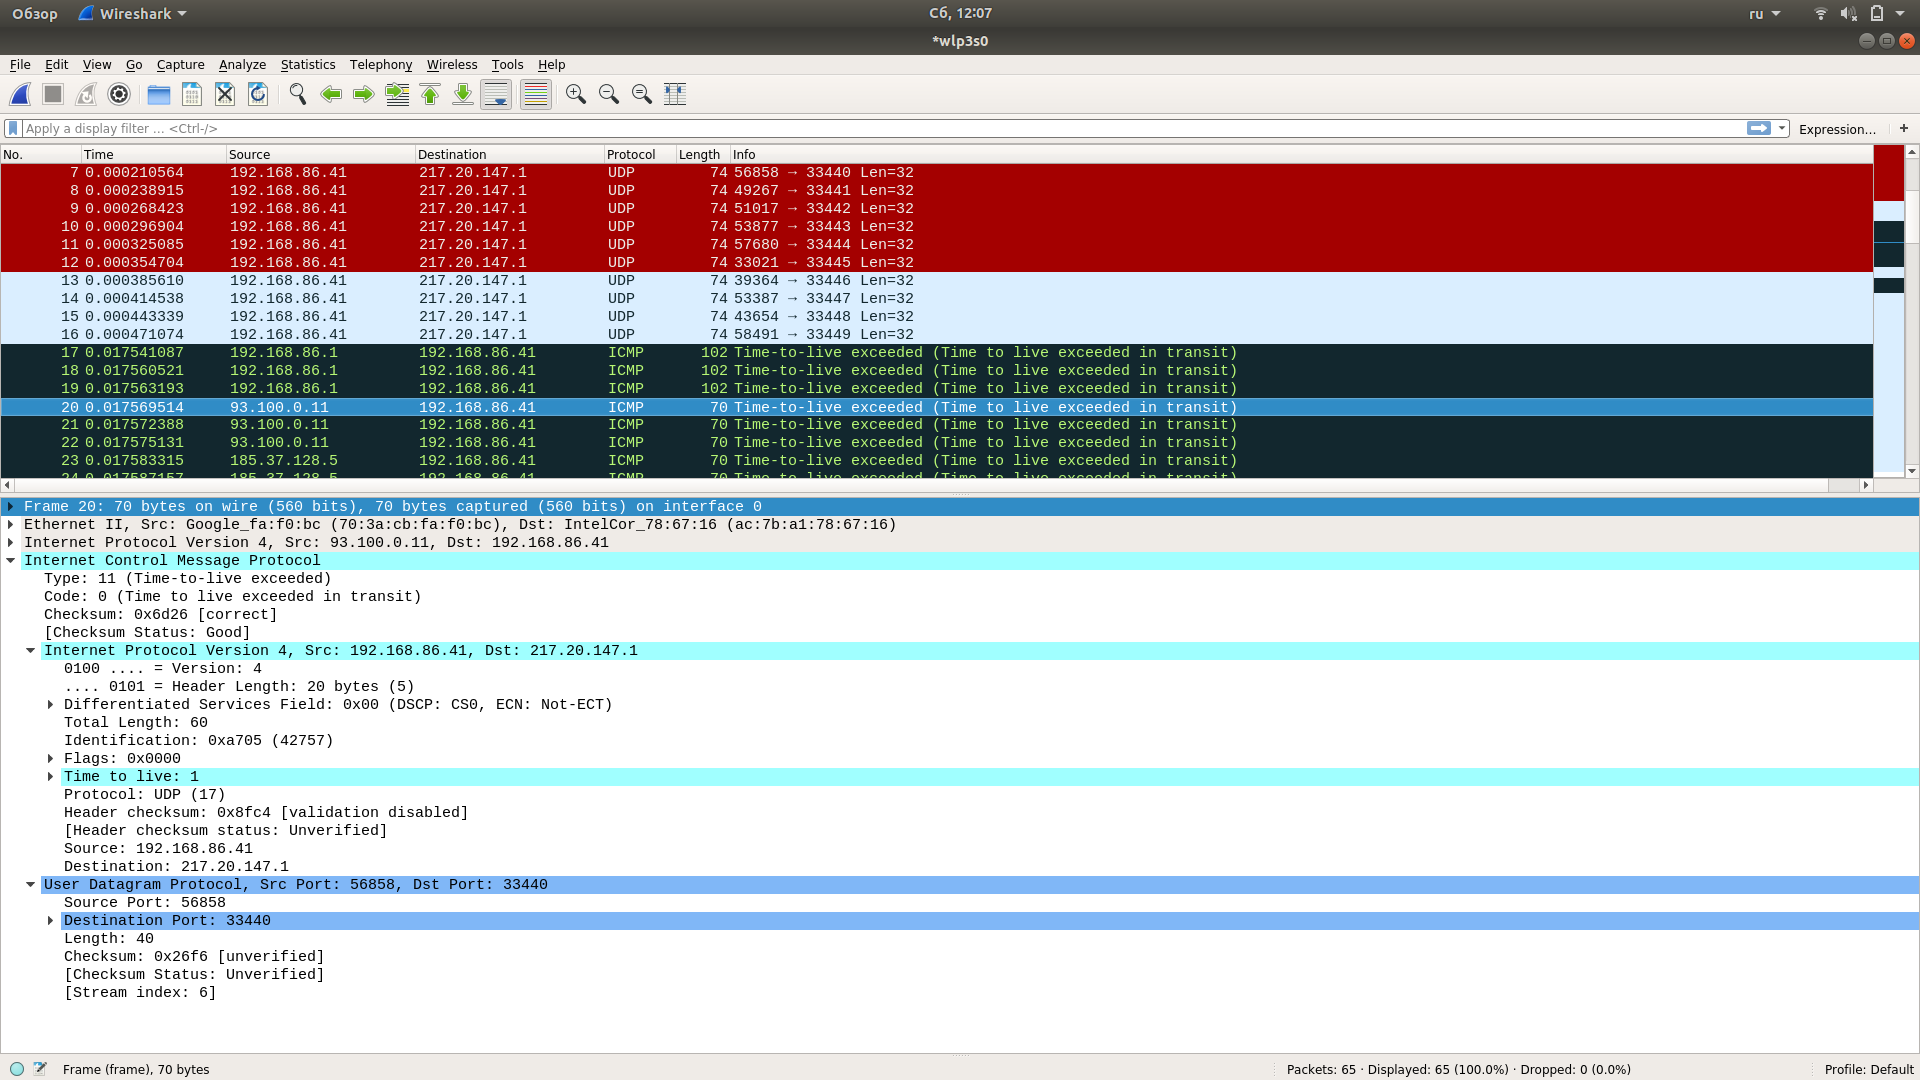 Обзор Wireshark Сб, 12:07 ru
*wlp3s0
File Edit View Go Capture Analyze Statistics Telephony Wireless Tools Help
Apply a display filter ... <Ctrl-/> Expression... +
No. Time Source Destination Protocol Length Info
7 0.000210564 192.168.86.41 217.20.147.1 UDP 74 56858 → 33440 Len=32
8 0.000238915 192.168.86.41 217.20.147.1 UDP 74 49267 → 33441 Len=32
9 0.000268423 192.168.86.41 217.20.147.1 UDP 74 51017 → 33442 Len=32
10 0.000296904 192.168.86.41 217.20.147.1 UDP 74 53877 → 33443 Len=32
11 0.000325085 192.168.86.41 217.20.147.1 UDP 74 57680 → 33444 Len=32
12 0.000354704 192.168.86.41 217.20.147.1 UDP 74 33021 → 33445 Len=32
13 0.000385610 192.168.86.41 217.20.147.1 UDP 74 39364 → 33446 Len=32
14 0.000414538 192.168.86.41 217.20.147.1 UDP 74 53387 → 33447 Len=32
15 0.000443339 192.168.86.41 217.20.147.1 UDP 74 43654 → 33448 Len=32
16 0.000471074 192.168.86.41 217.20.147.1 UDP 74 58491 → 33449 Len=32
17 0.017541087 192.168.86.1 192.168.86.41 ICMP 102 Time-to-live exceeded (Time to live exceeded in transit)
18 0.017560521 192.168.86.1 192.168.86.41 ICMP 102 Time-to-live exceeded (Time to live exceeded in transit)
19 0.017563193 192.168.86.1 192.168.86.41 ICMP 102 Time-to-live exceeded (Time to live exceeded in transit)
20 0.017569514 93.100.0.11 192.168.86.41 ICMP 70 Time-to-live exceeded (Time to live exceeded in transit)
21 0.017572388 93.100.0.11 192.168.86.41 ICMP 70 Time-to-live exceeded (Time to live exceeded in transit)
22 0.017575131 93.100.0.11 192.168.86.41 ICMP 70 Time-to-live exceeded (Time to live exceeded in transit)
23 0.017583315 185.37.128.5 192.168.86.41 ICMP 70 Time-to-live exceeded (Time to live exceeded in transit)
24 0.017587157 185.37.128.5 192.168.86.41 ICMP 70 Time-to-live exceeded (Time to live exceeded in transit)
Frame 20: 70 bytes on wire (560 bits), 70 bytes captured (560 bits) on interface 0
Ethernet II, Src: Google_fa:f0:bc (70:3a:cb:fa:f0:bc), Dst: IntelCor_78:67:16 (ac:7b:a1:78:67:16)
Internet Protocol Version 4, Src: 93.100.0.11, Dst: 192.168.86.41
Internet Control Message Protocol
Type: 11 (Time-to-live exceeded)
Code: 0 (Time to live exceeded in transit)
Checksum: 0x6d26 [correct]
[Checksum Status: Good]
Internet Protocol Version 4, Src: 192.168.86.41, Dst: 217.20.147.1
0100 .... = Version: 4
.... 0101 = Header Length: 20 bytes (5)
Differentiated Services Field: 0x00 (DSCP: CS0, ECN: Not-ECT)
Total Length: 60
Identification: 0xa705 (42757)
Flags: 0x0000
Time to live: 1
Protocol: UDP (17)
Header checksum: 0x8fc4 [validation disabled]
[Header checksum status: Unverified]
Source: 192.168.86.41
Destination: 217.20.147.1
User Datagram Protocol, Src Port: 56858, Dst Port: 33440
Source Port: 56858
Destination Port: 33440
Length: 40
Checksum: 0x26f6 [unverified]
[Checksum Status: Unverified]
[Stream index: 6]
Frame (frame), 70 bytes Packets: 65 · Displayed: 65 (100.0%) · Dropped: 0 (0.0%) Profile: Default